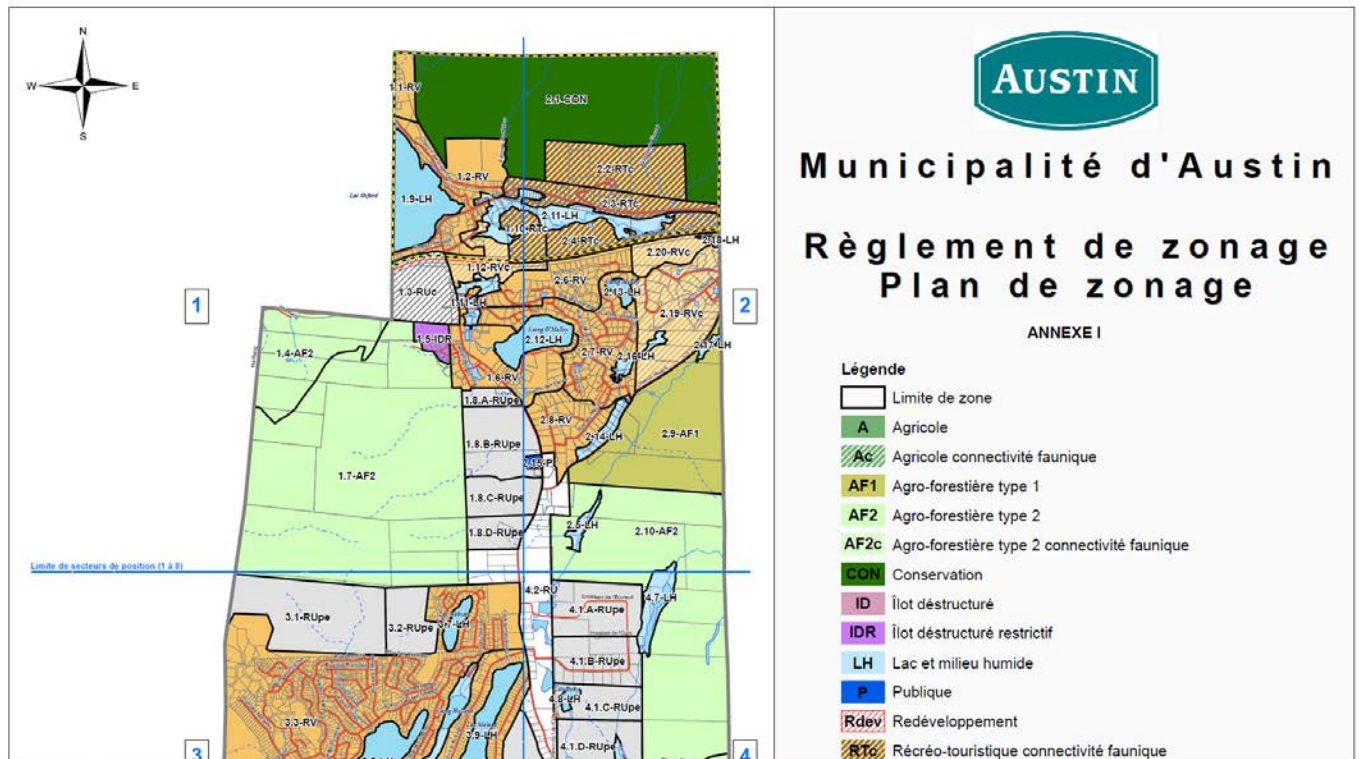 N
W E
S
1.1-RV
2.1-CON
1.2-RV
2.2-RTc
Lac Orford
1.9-LH
2.3-RTc
2.11-LH
1.10-RTc
2.4-RTc
2.18-LH
2.20-RVc
1.12-RVc
2.6-RV
1.3-RUc
1.11-LH
2.13-LH
1
2
2.19-RVc
1.5-IDR
2.12-LH
2.17-LH
1.4-AF2
2.7-RV
2.16-LH
1.6-RV
1.8.A-RUpe
2.8-RV
2.9-AF1
1.8.B-RUpe
2.14-LH
2.15-P
1.7-AF2
1.8.C-RUpe
2.5-LH
1.8.D-RUpe
2.10-AF2
Limite de secteurs de position (1 à 8)
4.2-RU
4.7-LH
3.1-RUpe
4.1.A-RUpe
3.2-RUpe
3.7-LH
4.1.B-RUpe
4.8-LH
4.1.C-RUpe
3.3-RV
3.9-LH
4.1.D-RUpe
3
4
AUSTIN
Municipalité d'Austin
Règlement de zonage
Plan de zonage
ANNEXE I
Légende
Limite de zone
A Agricole
Ac Agricole connectivité faunique
AF1 Agro-forestière type 1
AF2 Agro-forestière type 2
AF2c Agro-forestière type 2 connectivité faunique
CON Conservation
ID Îlot déstructuré
IDR Îlot déstructuré restrictif
LH Lac et milieu humide
P Publique
Rdev Redéveloppement
RTc Récréo-touristique connectivité faunique